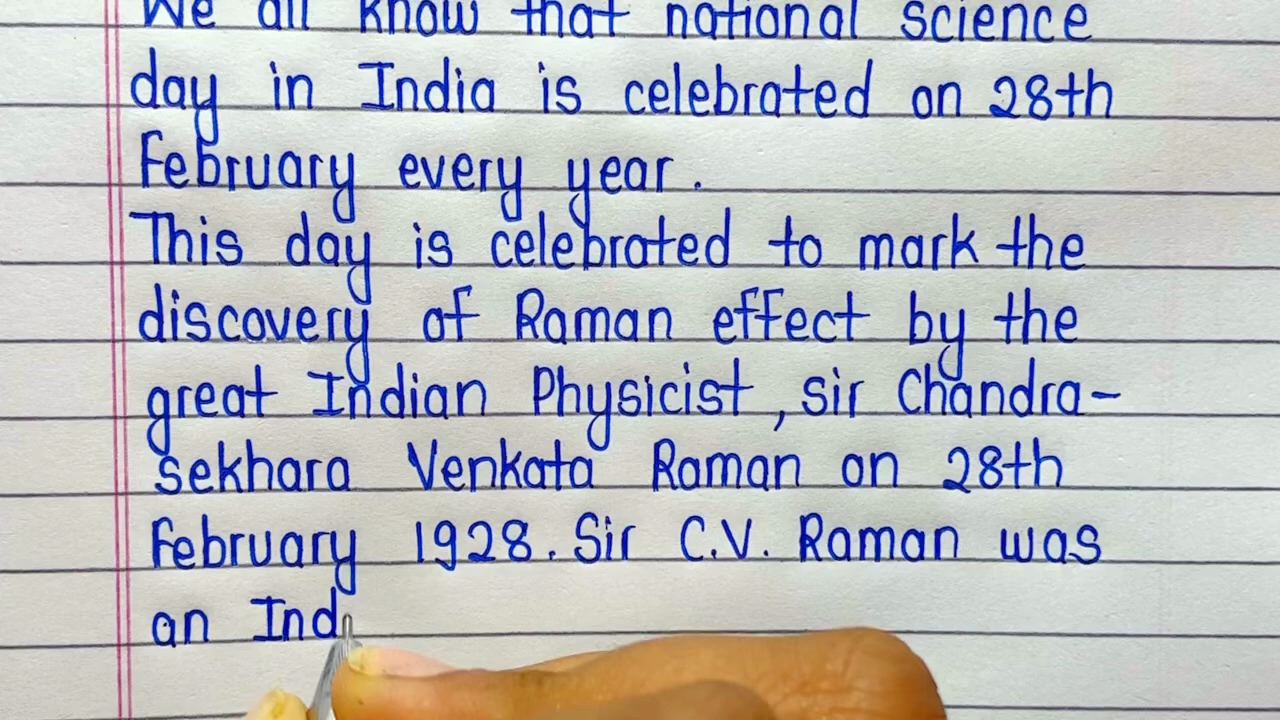 We all know that national science
day in India is celebrated on 28th
February every year.
This day is celebrated to mark the
discovery of Raman effect by the
great Indian Physicist, sir Chandra-
sekhara Venkata Raman on 28th
February 1928. Sir C.V. Raman was
an Ind